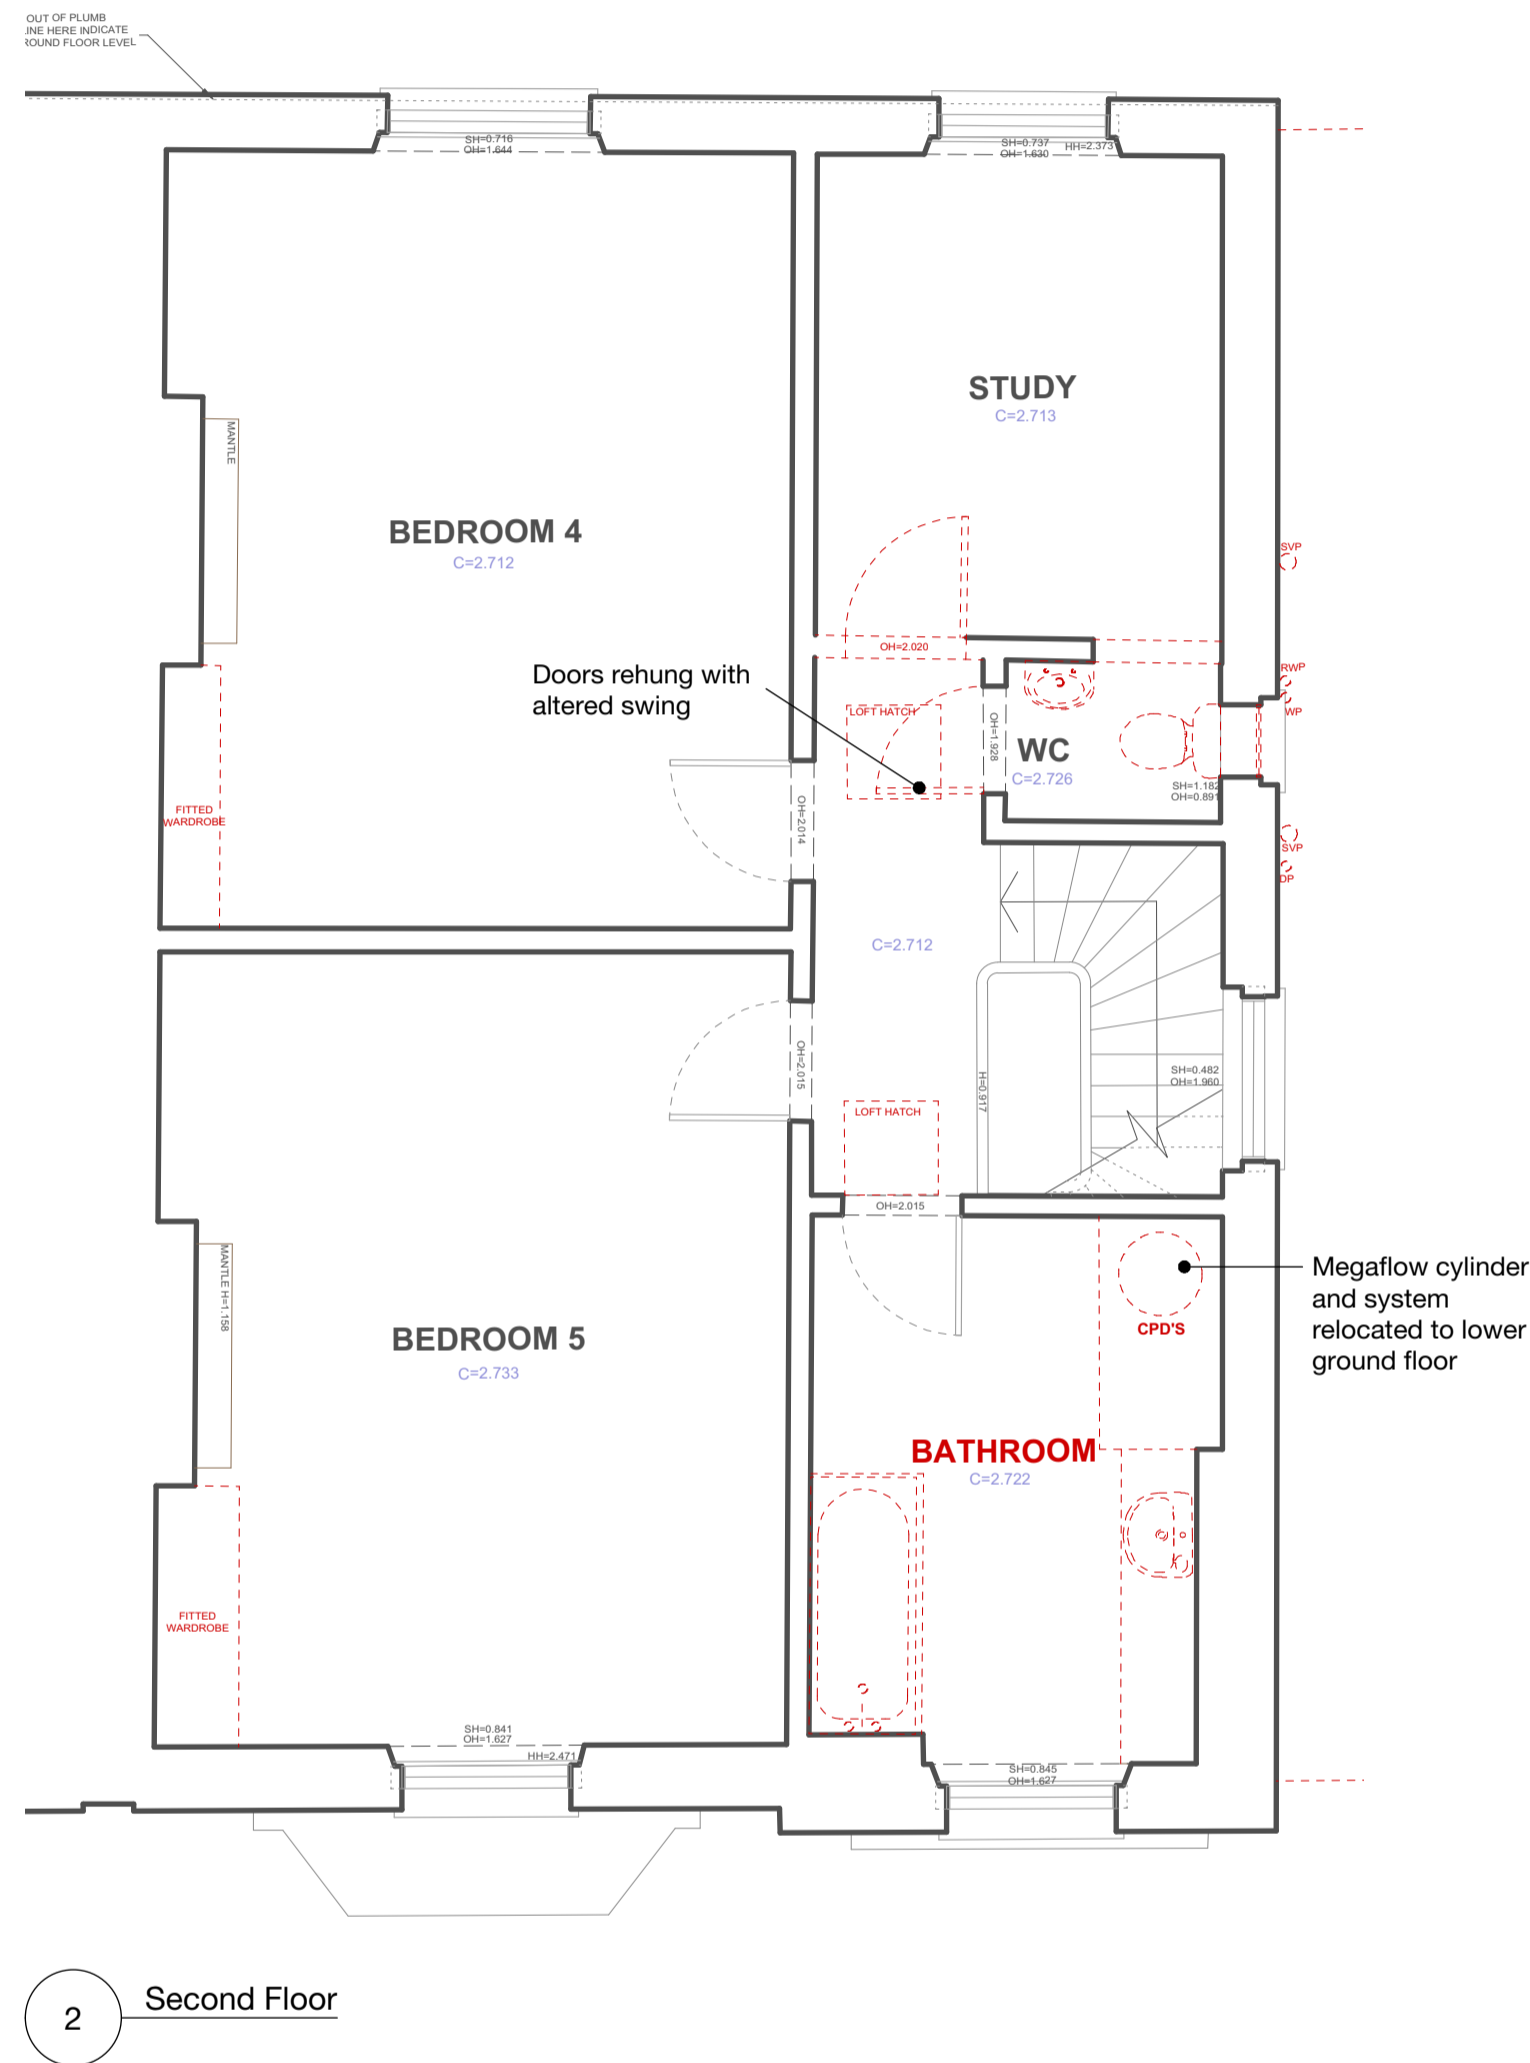 OUT OF PLUMB
INE HERE INDICATE
ROUND FLOOR LEVEL
SH=0.716
OH=1.644
SH=0.737
OH=1.630
HH=2.373
STUDY
C=2.713
MANTLE
BEDROOM 4
C=2.712
SVP
OH=2.020
Doors rehung with
altered swing
RWP
WP
LOFT HATCH
OH=1.928
WC
C=2.726
SH=1.182
OH=0.891
FITTED
WARDROBE
OH=2.014
SVP
DP
C=2.712
OH=2.015
H=0.917
SH=0.482
OH=1.960
LOFT HATCH
OH=2.015
MANTLE H=1.158
Megaflow cylinder
and system
relocated to lower
ground floor
CPD'S
BEDROOM 5
C=2.733
BATHROOM
C=2.722
FITTED
WARDROBE
SH=0.841
OH=1.627
HH=2.471
SH=0.845
OH=1.627
2
Second Floor